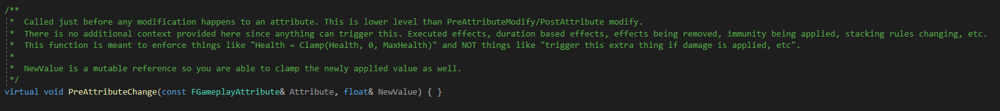 /**
* Called just before any modification happens to an attribute. This is lower level than PreAttributeModify/PostAttribute modify.
* There is no additional context provided here since anything can trigger this. Executed effects, duration based effects, effects being removed, immunity being applied, stacking rules changing, etc.
* This function is meant to enforce things like "Health = Clamp(Health, 0, MaxHealth)" and NOT things like "trigger this extra thing if damage is applied, etc".
*
* NewValue is a mutable reference so you are able to clamp the newly applied value as well.
*/
virtual void PreAttributeChange(const FGameplayAttribute& Attribute, float& NewValue) { }